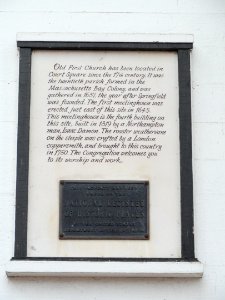 Old First Church has been located in
Court Square since the 17th century. It was
the twentieth parish formed in the
Massachusetts Bay Colony, and was
gathered in 1637, the year after Springfield
was founded. The first meetinghouse was
erected just east of this site in 1645.
This meetinghouse is the fourth building on
this site, built in 1819 by a Northampton
man, Isaac Damon. The rooster weathervane
on the steeple was crafted by a London
coppersmith, and brought to this country
in 1750. The Congregation welcomes you
to its worship and work.
NATIONAL REGISTER
OF HISTORIC PLACES